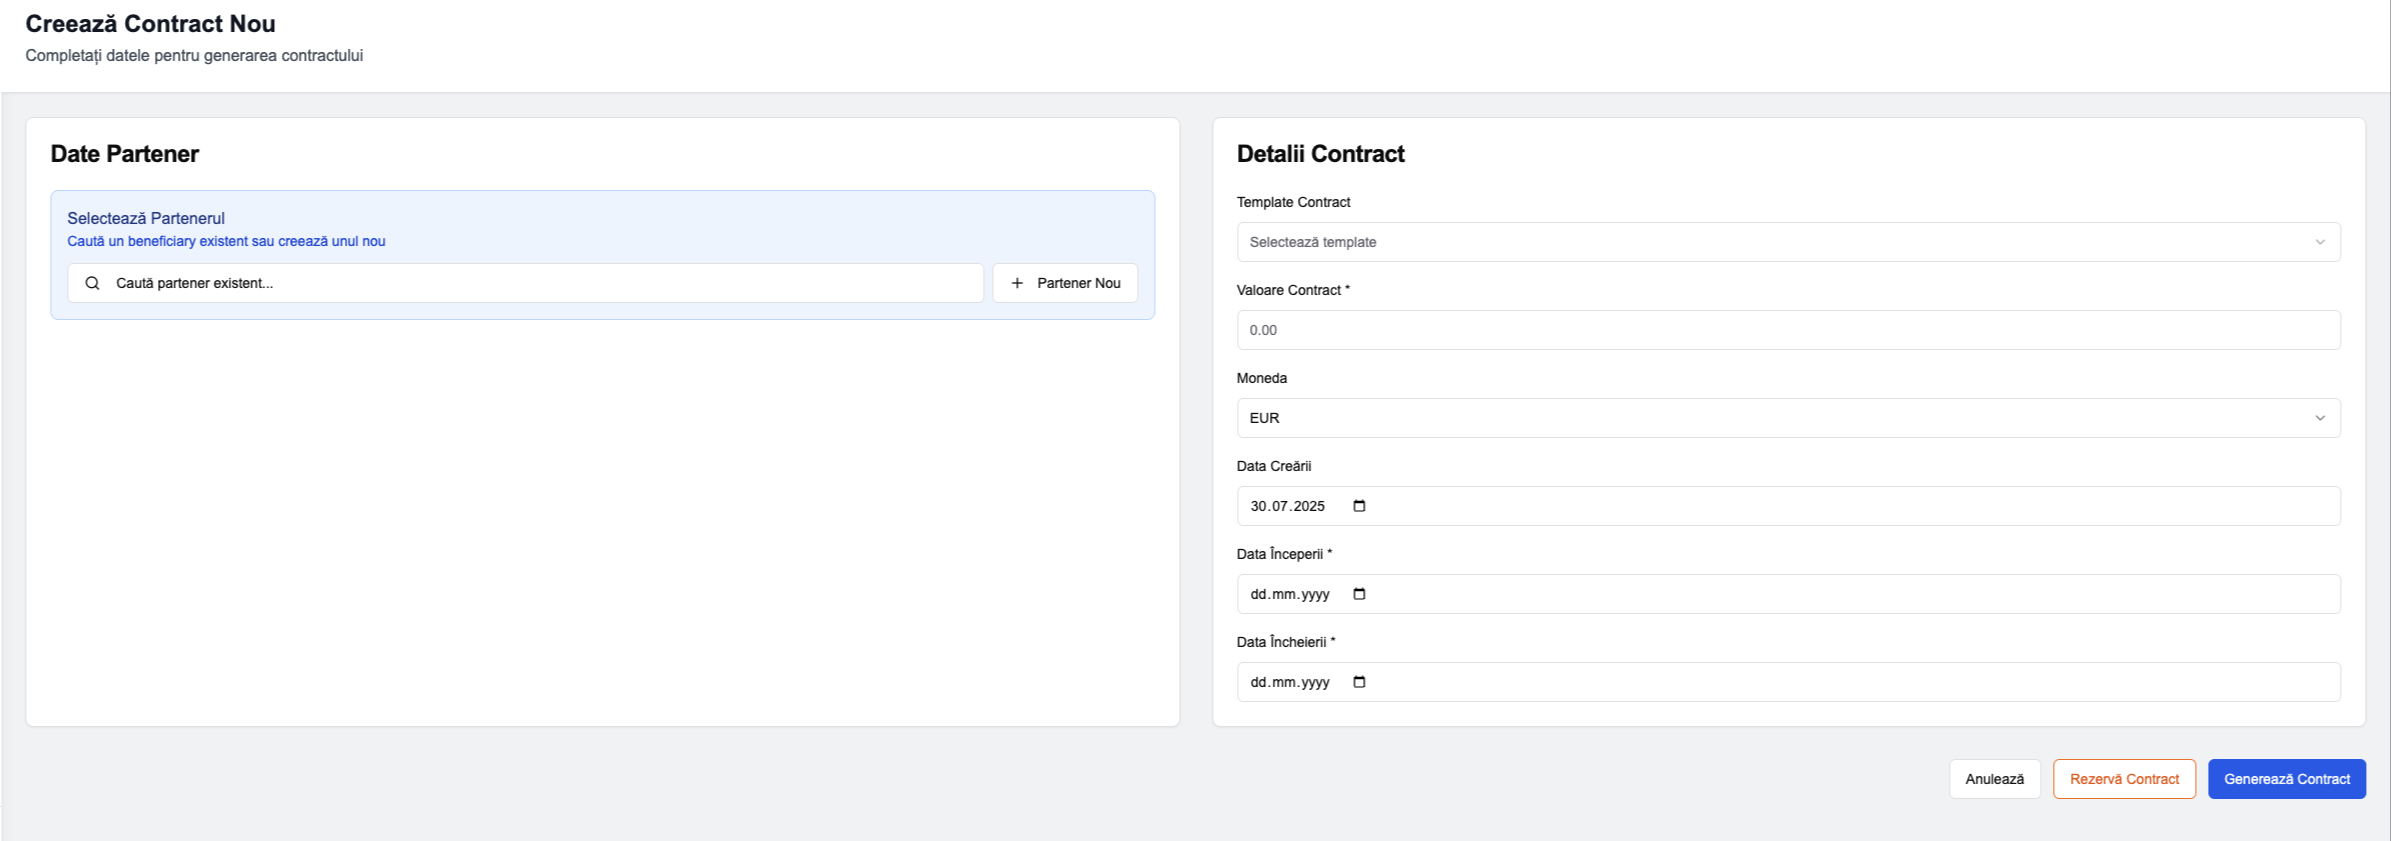 Creează Contract Nou
Completați datele pentru generarea contractului
Date Partener
Selectează Partenerul
Caută un beneficiary existent sau creează unul nou
Caută partener existent...
+ Partener Nou
Detalii Contract
Template Contract
Selectează template
Valoare Contract *
0.00
Moneda
EUR
Data Creării
30.07.2025
Data Începerii *
dd.mm.yyyy
Data Încheierii *
dd.mm.yyyy
Anulează
Rezervă Contract
Generează Contract